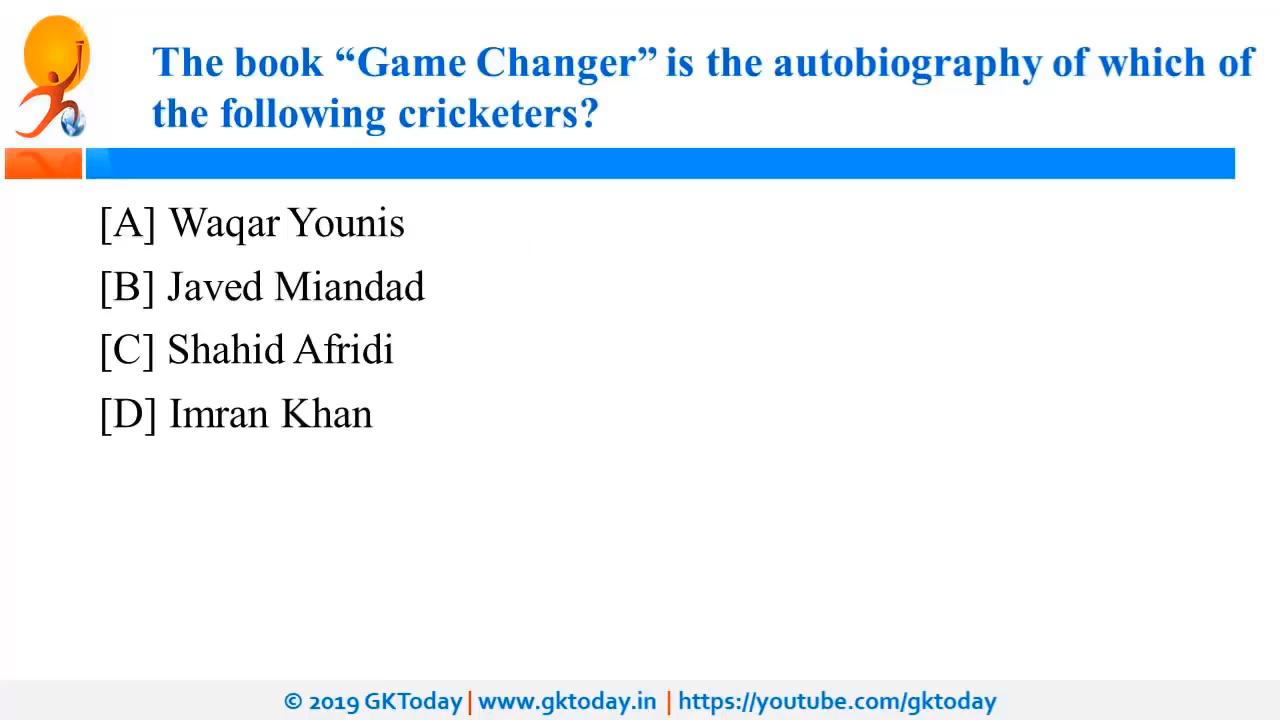 The book “Game Changer” is the autobiography of which of
the following cricketers?
[A] Waqar Younis
[B] Javed Miandad
[C] Shahid Afridi
[D] Imran Khan
© 2019 GKToday | www.gktoday.in | https://youtube.com/gktoday